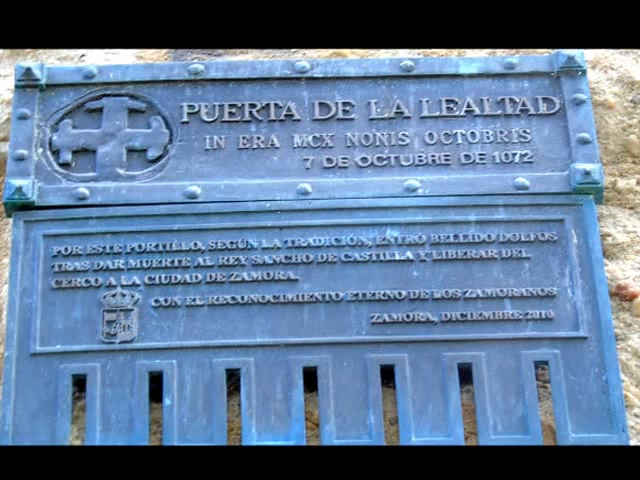 PUERTA DE LA LEALTAD
IN ERA MCX NONIS OCTOBRIS
7 DE OCTUBRE DE 1072
POR ESTE PORTILLO, SEGÚN LA TRADICIÓN, ENTRÓ BELLIDO DOLFOS
TRAS DAR MUERTE AL REY SANCHO DE CASTILLA Y LIBERAR DEL
CERCO A LA CIUDAD DE ZAMORA.
CON EL RECONOCIMIENTO ETERNO DE LOS ZAMORANOS
ZAMORA, DICIEMBRE 2010